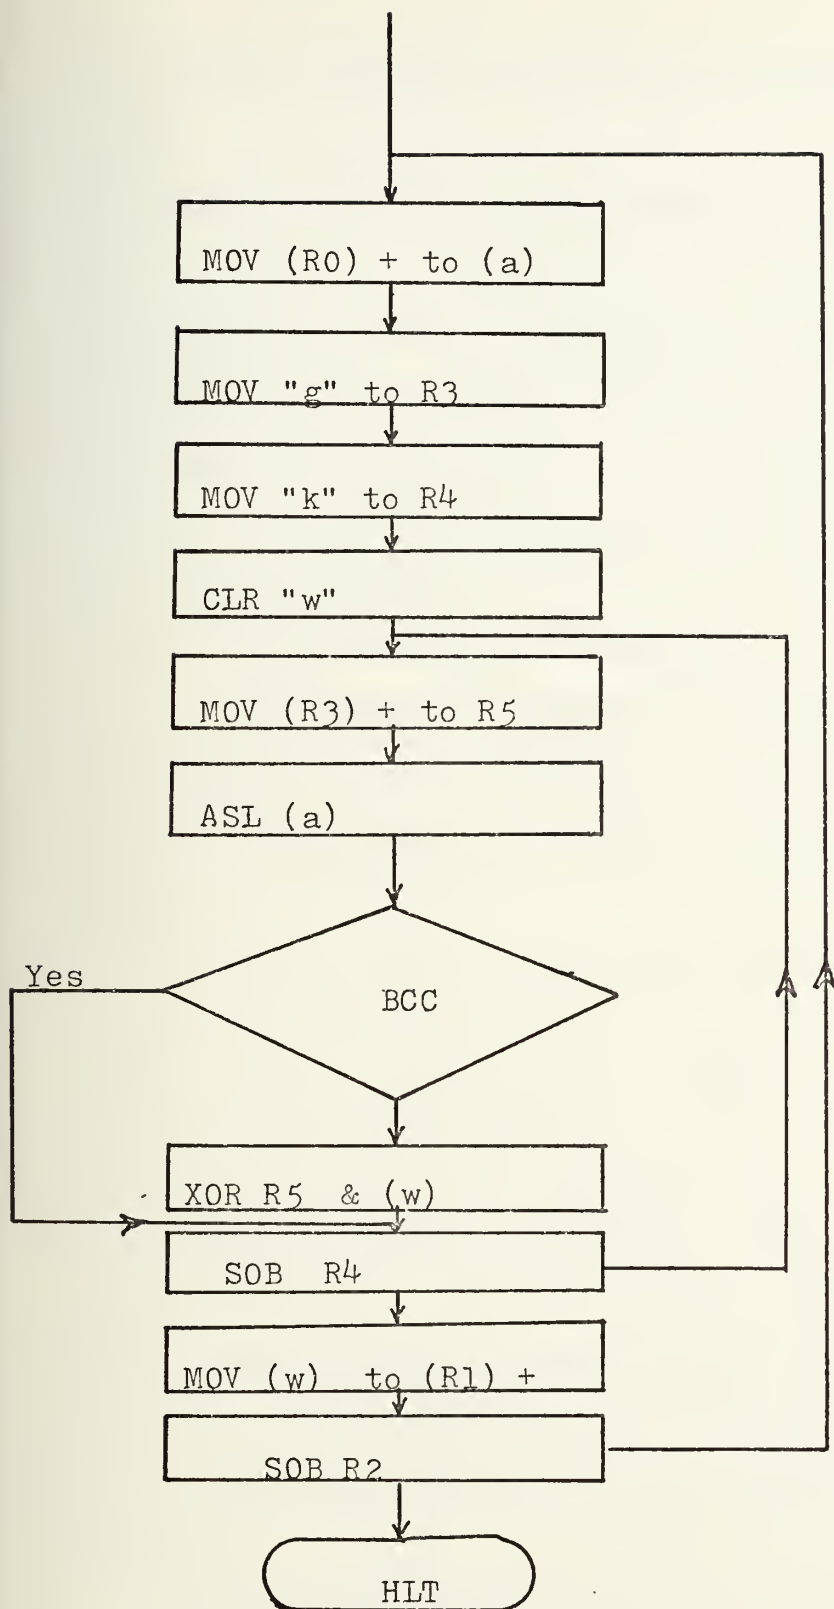 MOV (R0) + to (a)
MOV "g" to R3
MOV "k" to R4
CLR "w"
MOV (R3) + to R5
ASL (a)
Yes
BCC
XOR R5 & (w)
SOB R4
MOV (w) to (R1) +
SOB R2
HLT